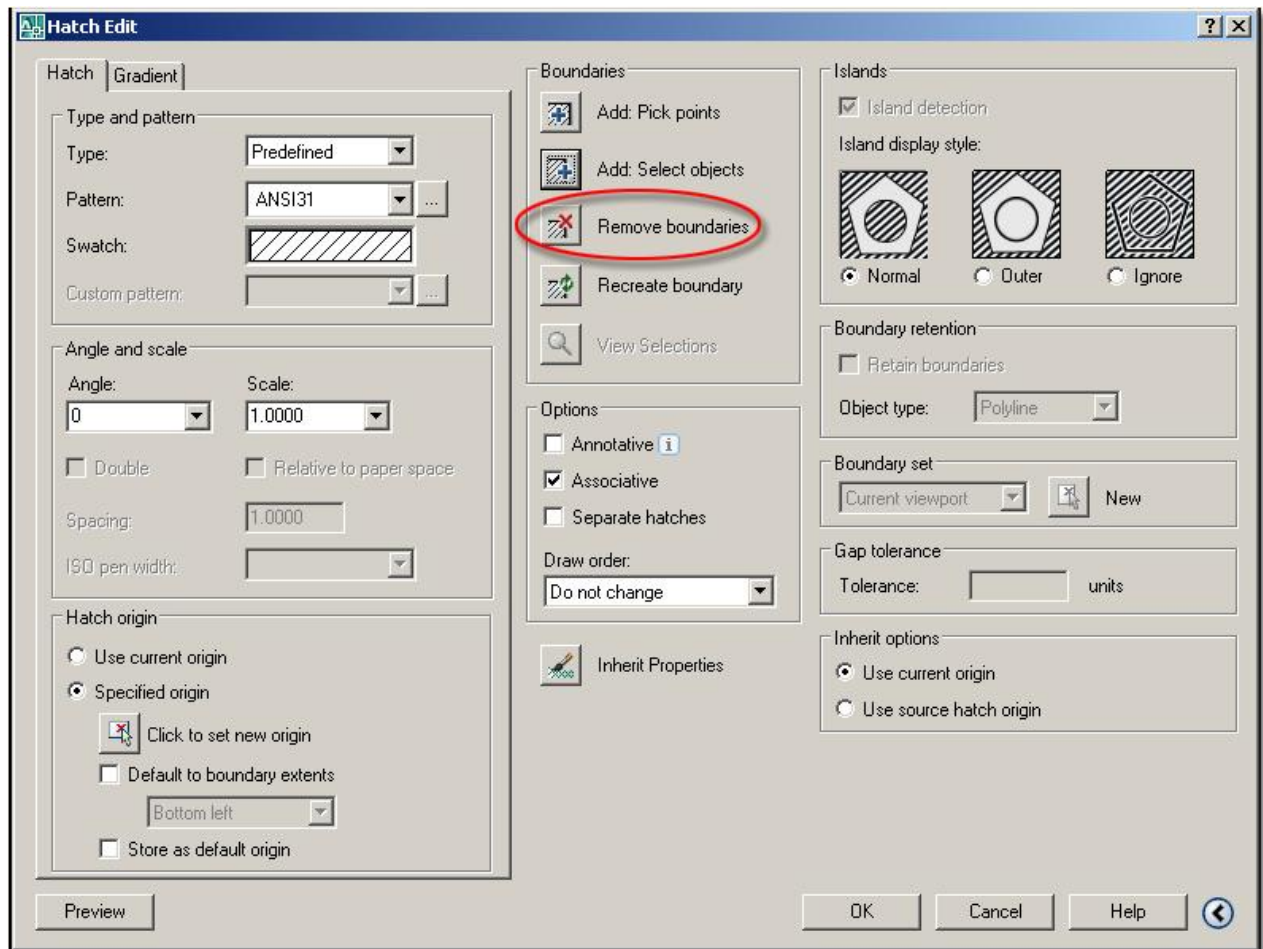 Hatch Edit
Hatch
Gradient
Type and pattern
Type:
Predefined
Pattern:
ANSI31
...
Swatch:
Custom pattern:
...
Angle and scale
Angle:
Scale:
0
1.0000
Double
Relative to paper space
Spacing:
1.0000
ISO pen width:
Hatch origin
Use current origin
Specified origin
Click to set new origin
Default to boundary extents
Bottom left
Store as default origin
Preview
Boundaries
Add: Pick points
Add: Select objects
Remove boundaries
Recreate boundary
View Selections
Options
Annotative
Associative
Separate hatches
Draw order:
Do not change
Inherit Properties
Islands
Island detection
Island display style:
Normal
Outer
Ignore
Boundary retention
Retain boundaries
Object type:
Polyline
Boundary set
Current viewport
New
Gap tolerance
Tolerance:
units
Inherit options
Use current origin
Use source hatch origin
OK
Cancel
Help